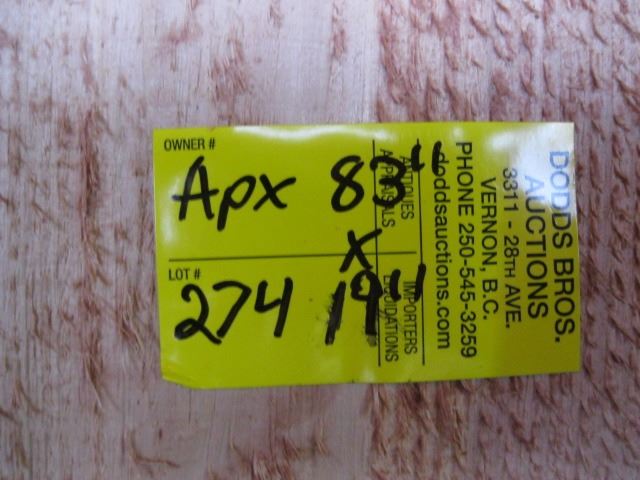 OWNER #
Apx 83"
x
LOT #
274 19"
DODDS BROS.
AUCTIONS
3311 - 28TH AVE.
VERNON, B.C.
PHONE 250-545-3259
doddsauctions.com
ANTIQUES IMPORTERS
APPRAISALS LIQUIDATIONS